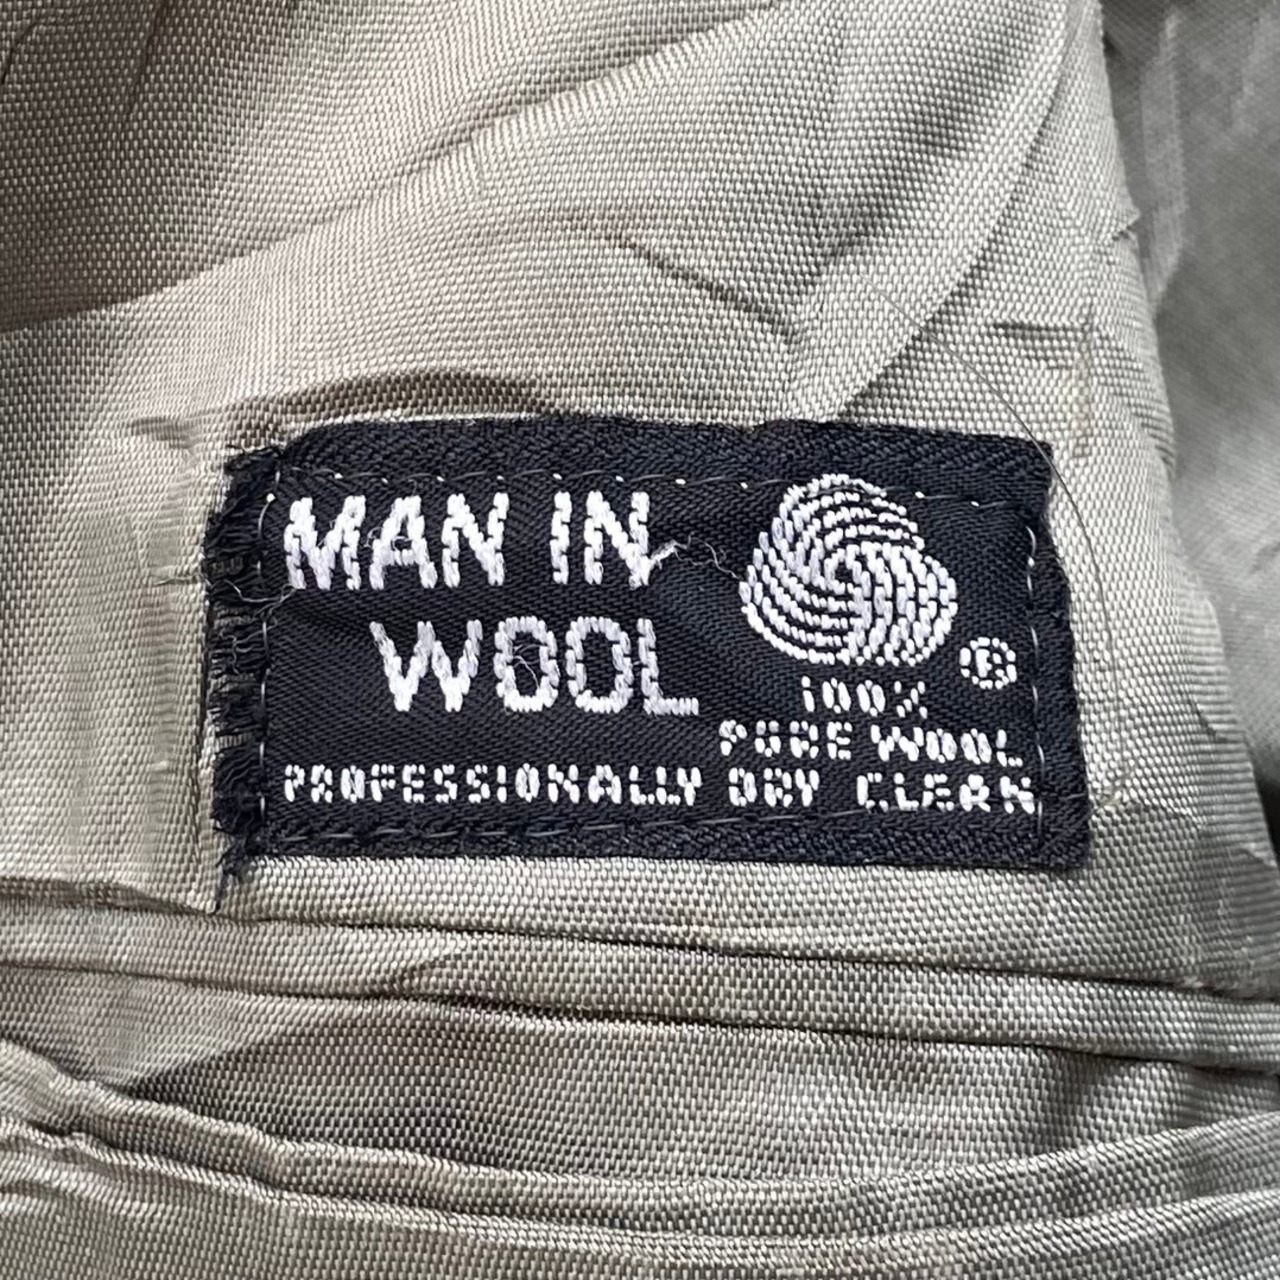 MAN IN
WOOL
®
100%
PURE WOOL
PROFESSIONALLY DRY CLEAN